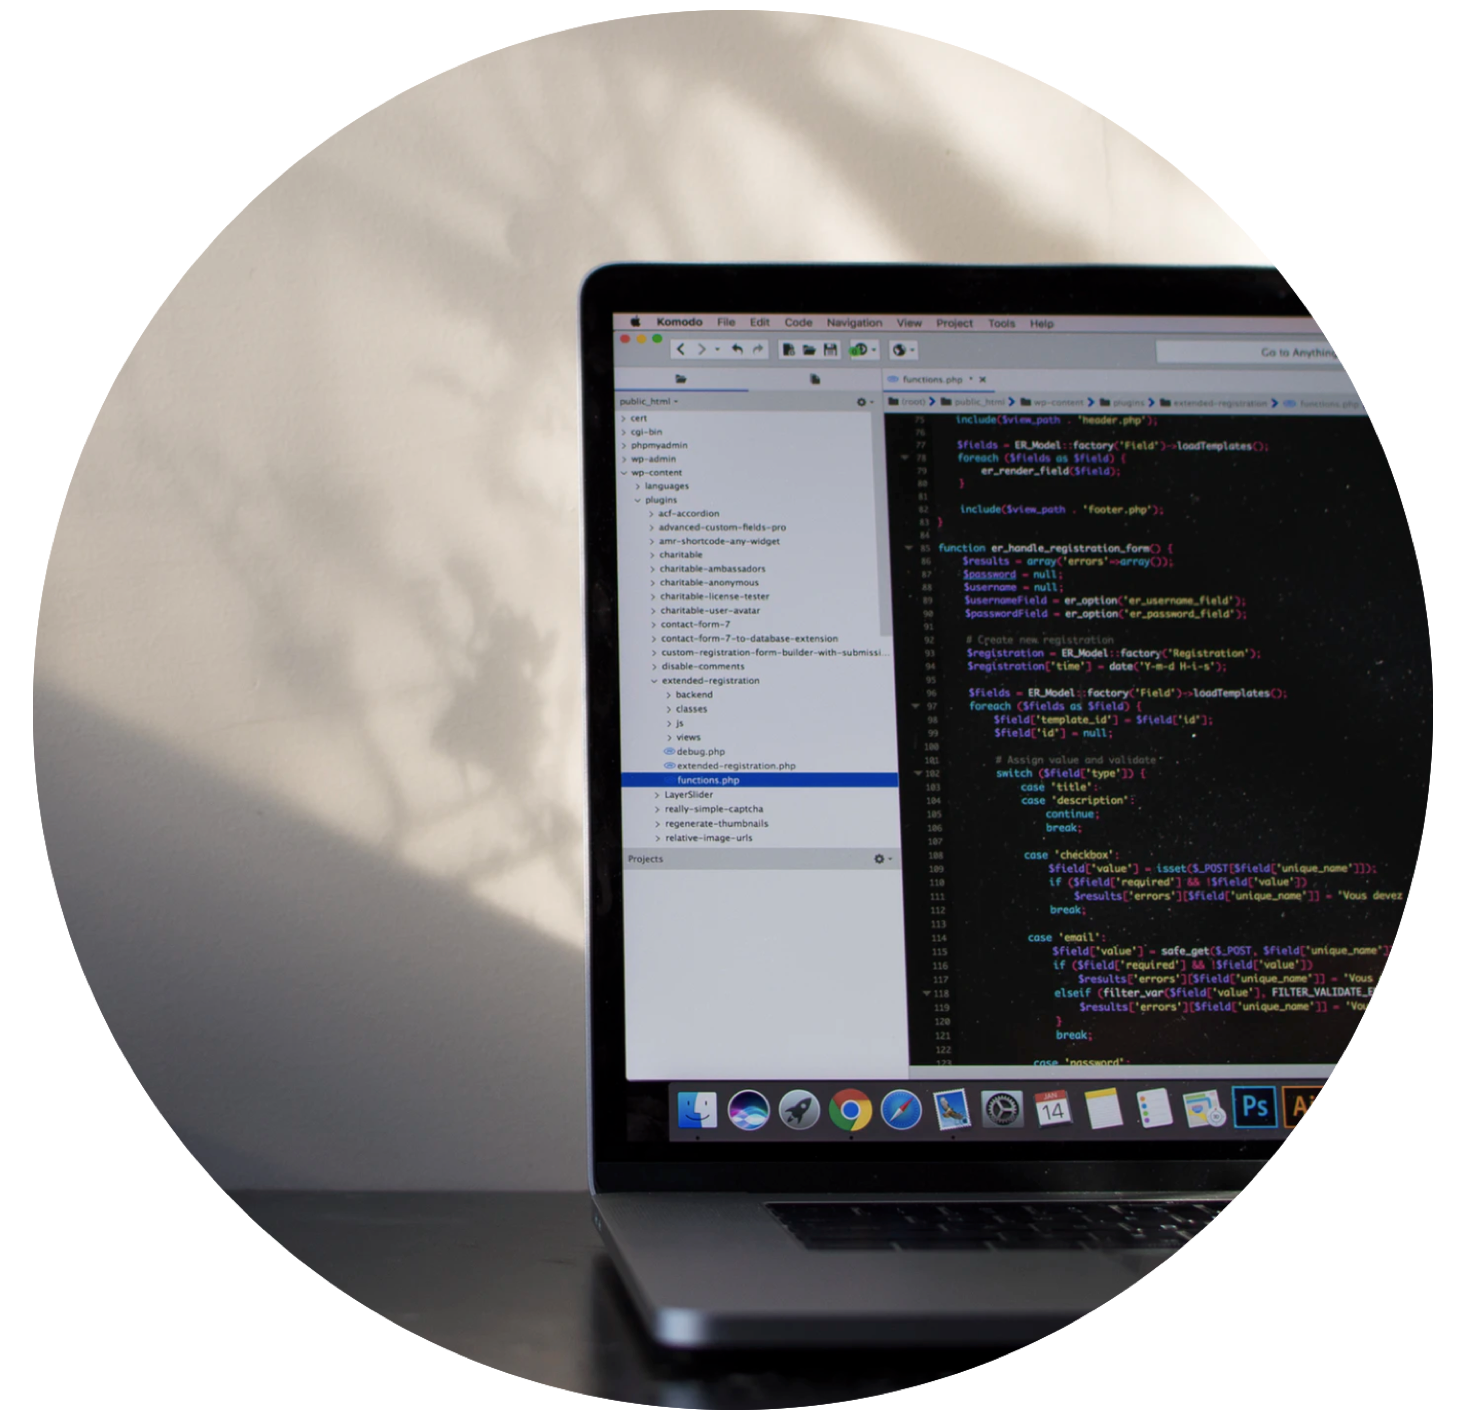 Komodo File Edit Code Navigation View Project Tools Help
Go to Anything
functions.php * ×
public_html
(root) public_html wp-content plugins extended-registration functions.php
cert
cgi-bin
phpmyadmin
wp-admin
wp-content
languages
plugins
acf-accordion
advanced-custom-fields-pro
amr-shortcode-any-widget
charitable
charitable-ambassadors
charitable-anonymous
charitable-license-tester
charitable-user-avatar
contact-form-7
contact-form-7-to-database-extension
custom-registration-form-builder-with-submissi...
disable-comments
extended-registration
backend
classes
js
views
debug.php
extended-registration.php
functions.php
LayerSlider
really-simple-captcha
regenerate-thumbnails
relative-image-urls
Projects
75 include($view_path . 'header.php');
76
77 $fields = ER_Model::factory('Field')->loadTemplates();
78 foreach ($fields as $field) {
79 er_render_field($field);
80 }
81
82 include($view_path . 'footer.php');
83 }
84
85 function er_handle_registration_form() {
86 $results = array('errors'=>array());
87 $password = null;
88 $username = null;
89 $usernameField = er_option('er_username_field');
90 $passwordField = er_option('er_password_field');
91
92 # Create new registration
93 $registration = ER_Model::factory('Registration');
94 $registration['time'] = date('Y-m-d H-i-s');
95
96 $fields = ER_Model::factory('Field')->loadTemplates();
97 foreach ($fields as $field) {
98 $field['template_id'] = $field['id'];
99 $field['id'] = null;
100
101 # Assign value and validate
102 switch ($field['type']) {
103 case 'title':
104 case 'description':
105 continue;
106 break;
107
108 case 'checkbox':
109 $field['value'] = isset($_POST[$field['unique_name']]);
110 if ($field['required'] && !$field['value'])
111 $results['errors'][$field['unique_name']] = 'Vous devez
112 break;
113
114 case 'email':
115 $field['value'] = safe_get($_POST, $field['unique_name']
116 if ($field['required'] && !$field['value'])
117 $results['errors'][$field['unique_name']] = 'Vous
118 elseif (filter_var($field['value'], FILTER_VALIDATE_E
119 $results['errors'][$field['unique_name']] = 'Vou
120 }
121 break;
122
123 case 'password':
JAN
14
Ps
Ai